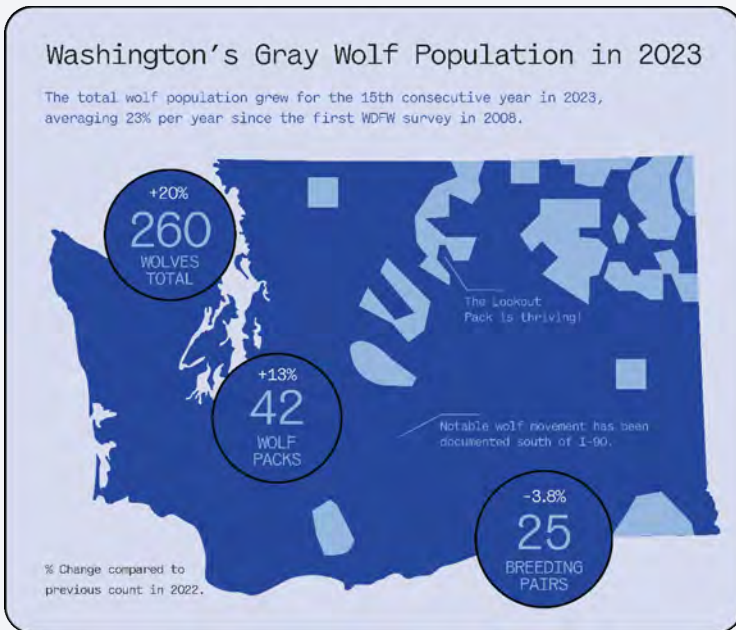 Washington's Gray Wolf Population in 2023
The total wolf population grew for the 15th consecutive year in 2023,
averaging 23% per year since the first WDFW survey in 2008.
+20%
260
WOLVES
TOTAL
The Lookout
Pack is thriving!
+13%
42
WOLF
PACKS
Notable wolf movement has been
documented south of I-90.
-3.8%
25
BREEDING
PAIRS
% Change compared to
previous count in 2022.